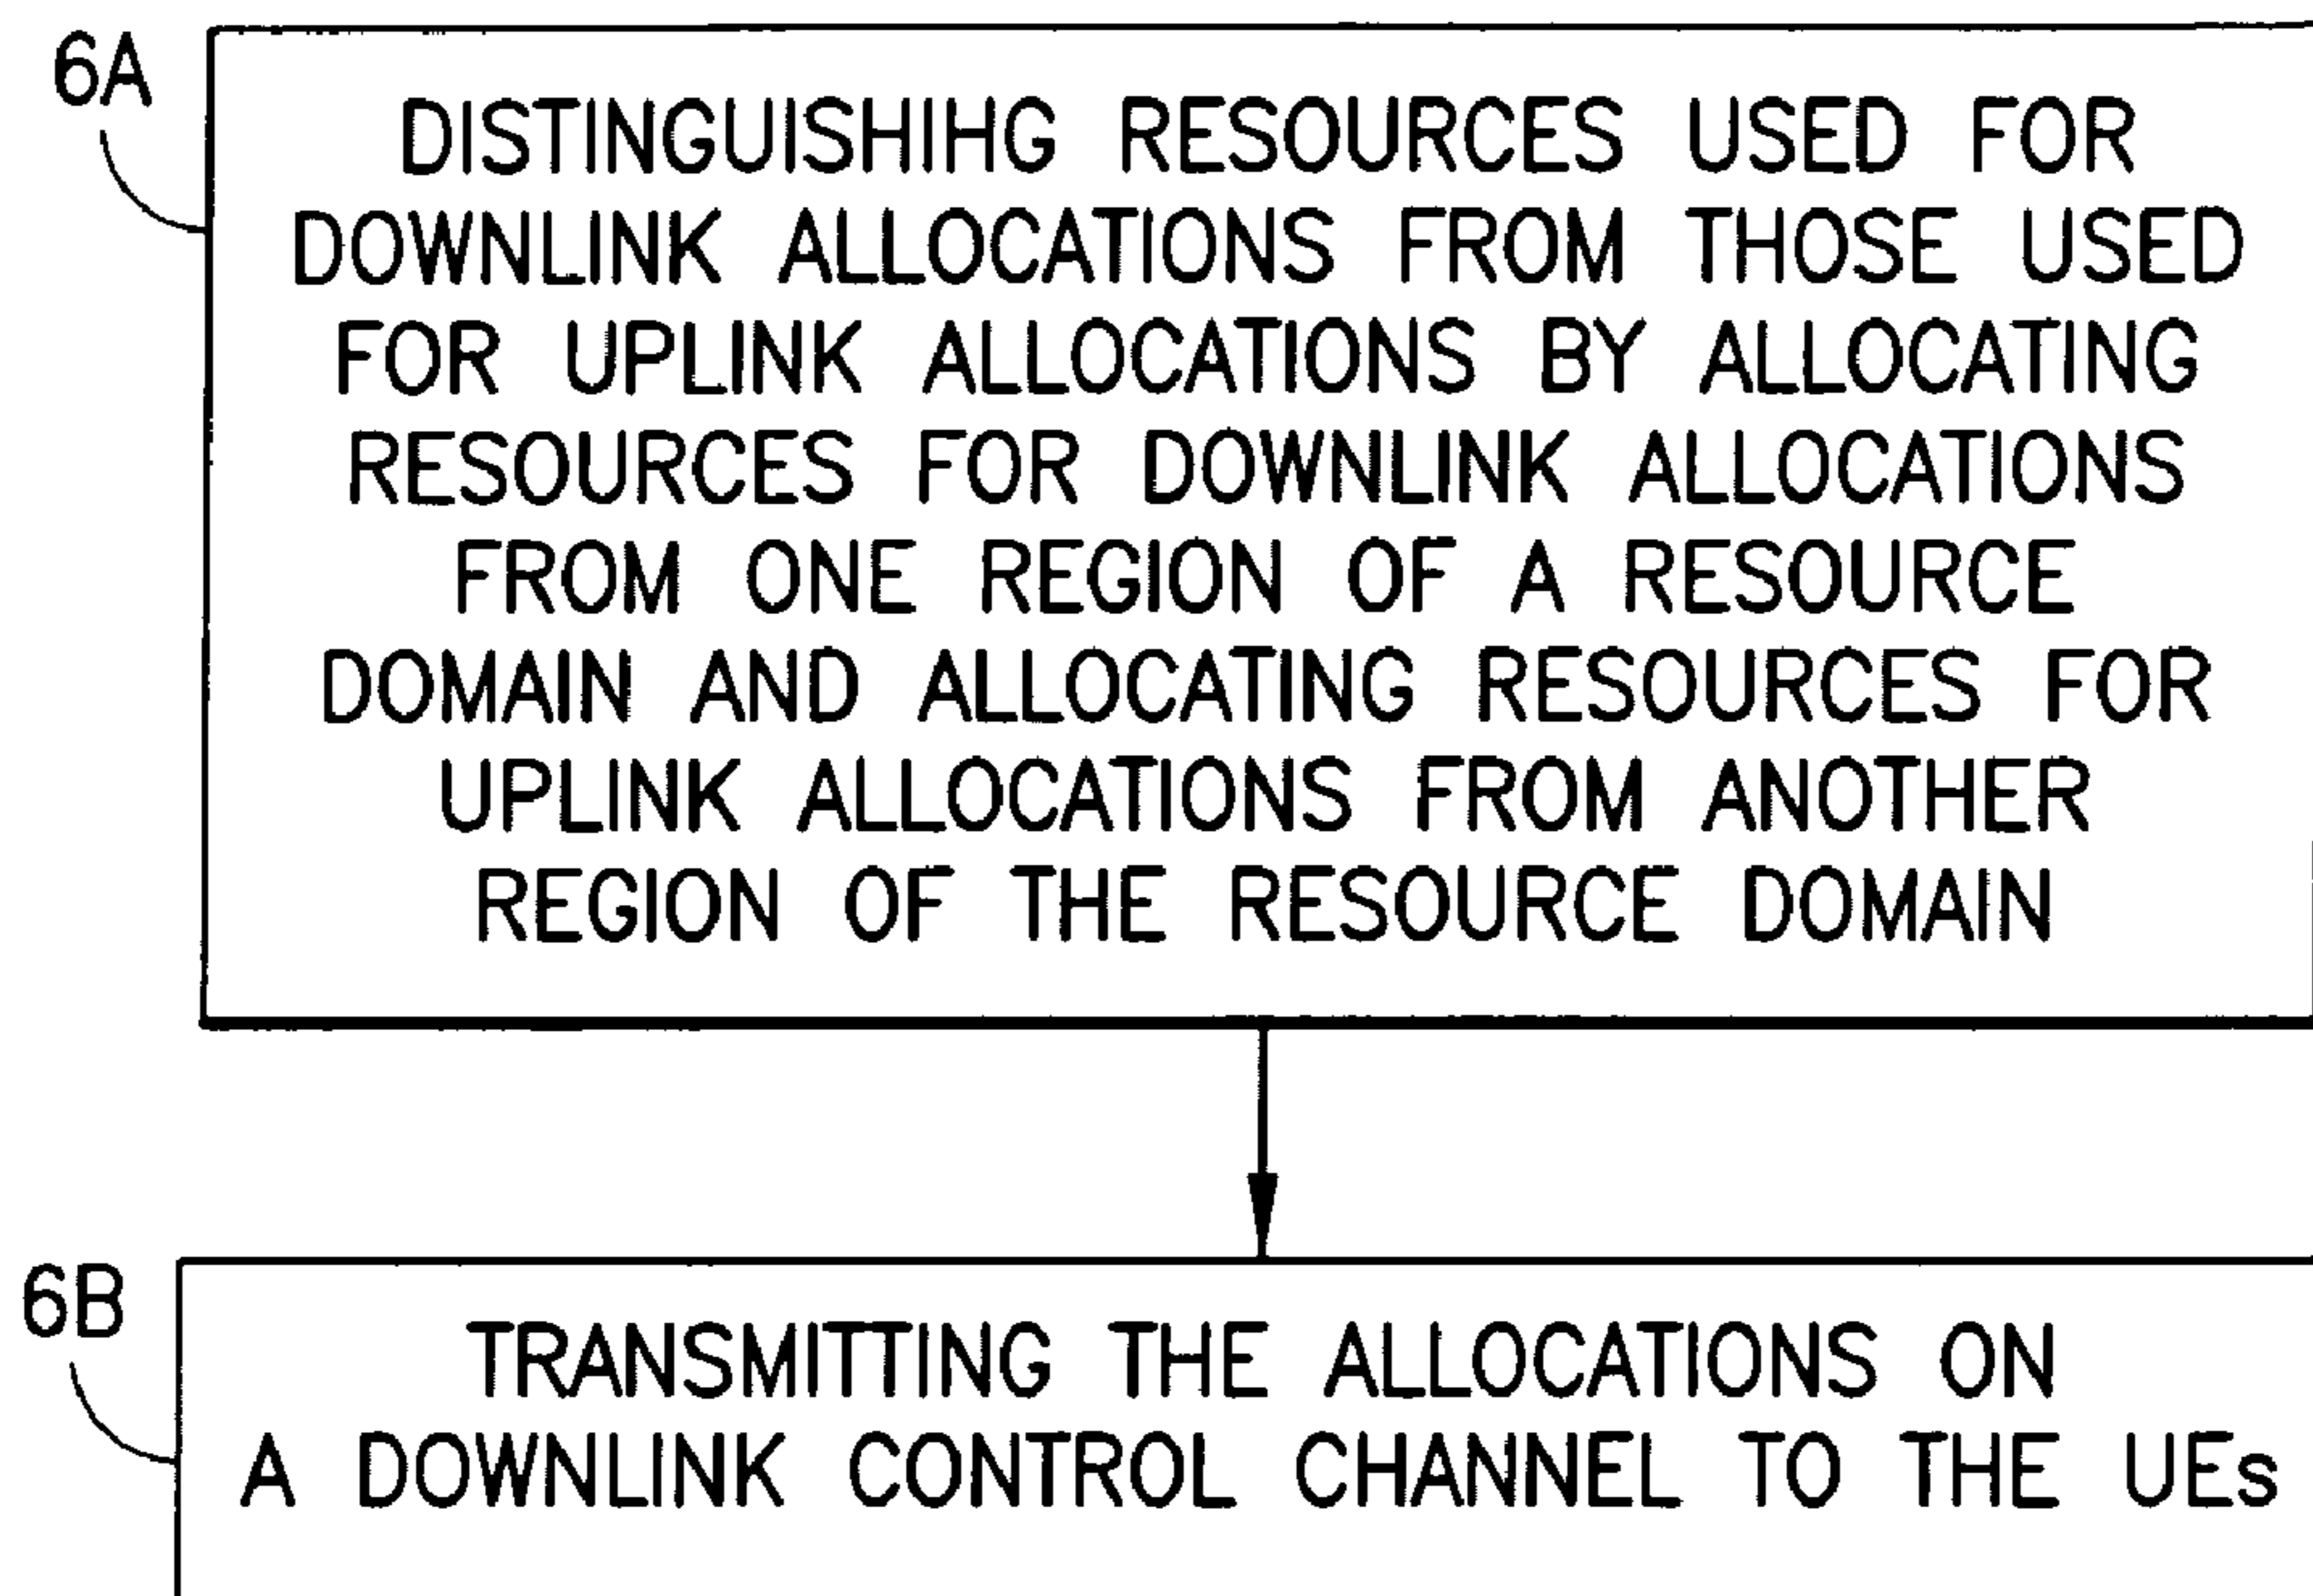 6A
DISTINGUISHIHG RESOURCES USED FOR
DOWNLINK ALLOCATIONS FROM THOSE USED
FOR UPLINK ALLOCATIONS BY ALLOCATING
RESOURCES FOR DOWNLINK ALLOCATIONS
FROM ONE REGION OF A RESOURCE
DOMAIN AND ALLOCATING RESOURCES FOR
UPLINK ALLOCATIONS FROM ANOTHER
REGION OF THE RESOURCE DOMAIN
6B
TRANSMITTING THE ALLOCATIONS ON
A DOWNLINK CONTROL CHANNEL TO THE UEs